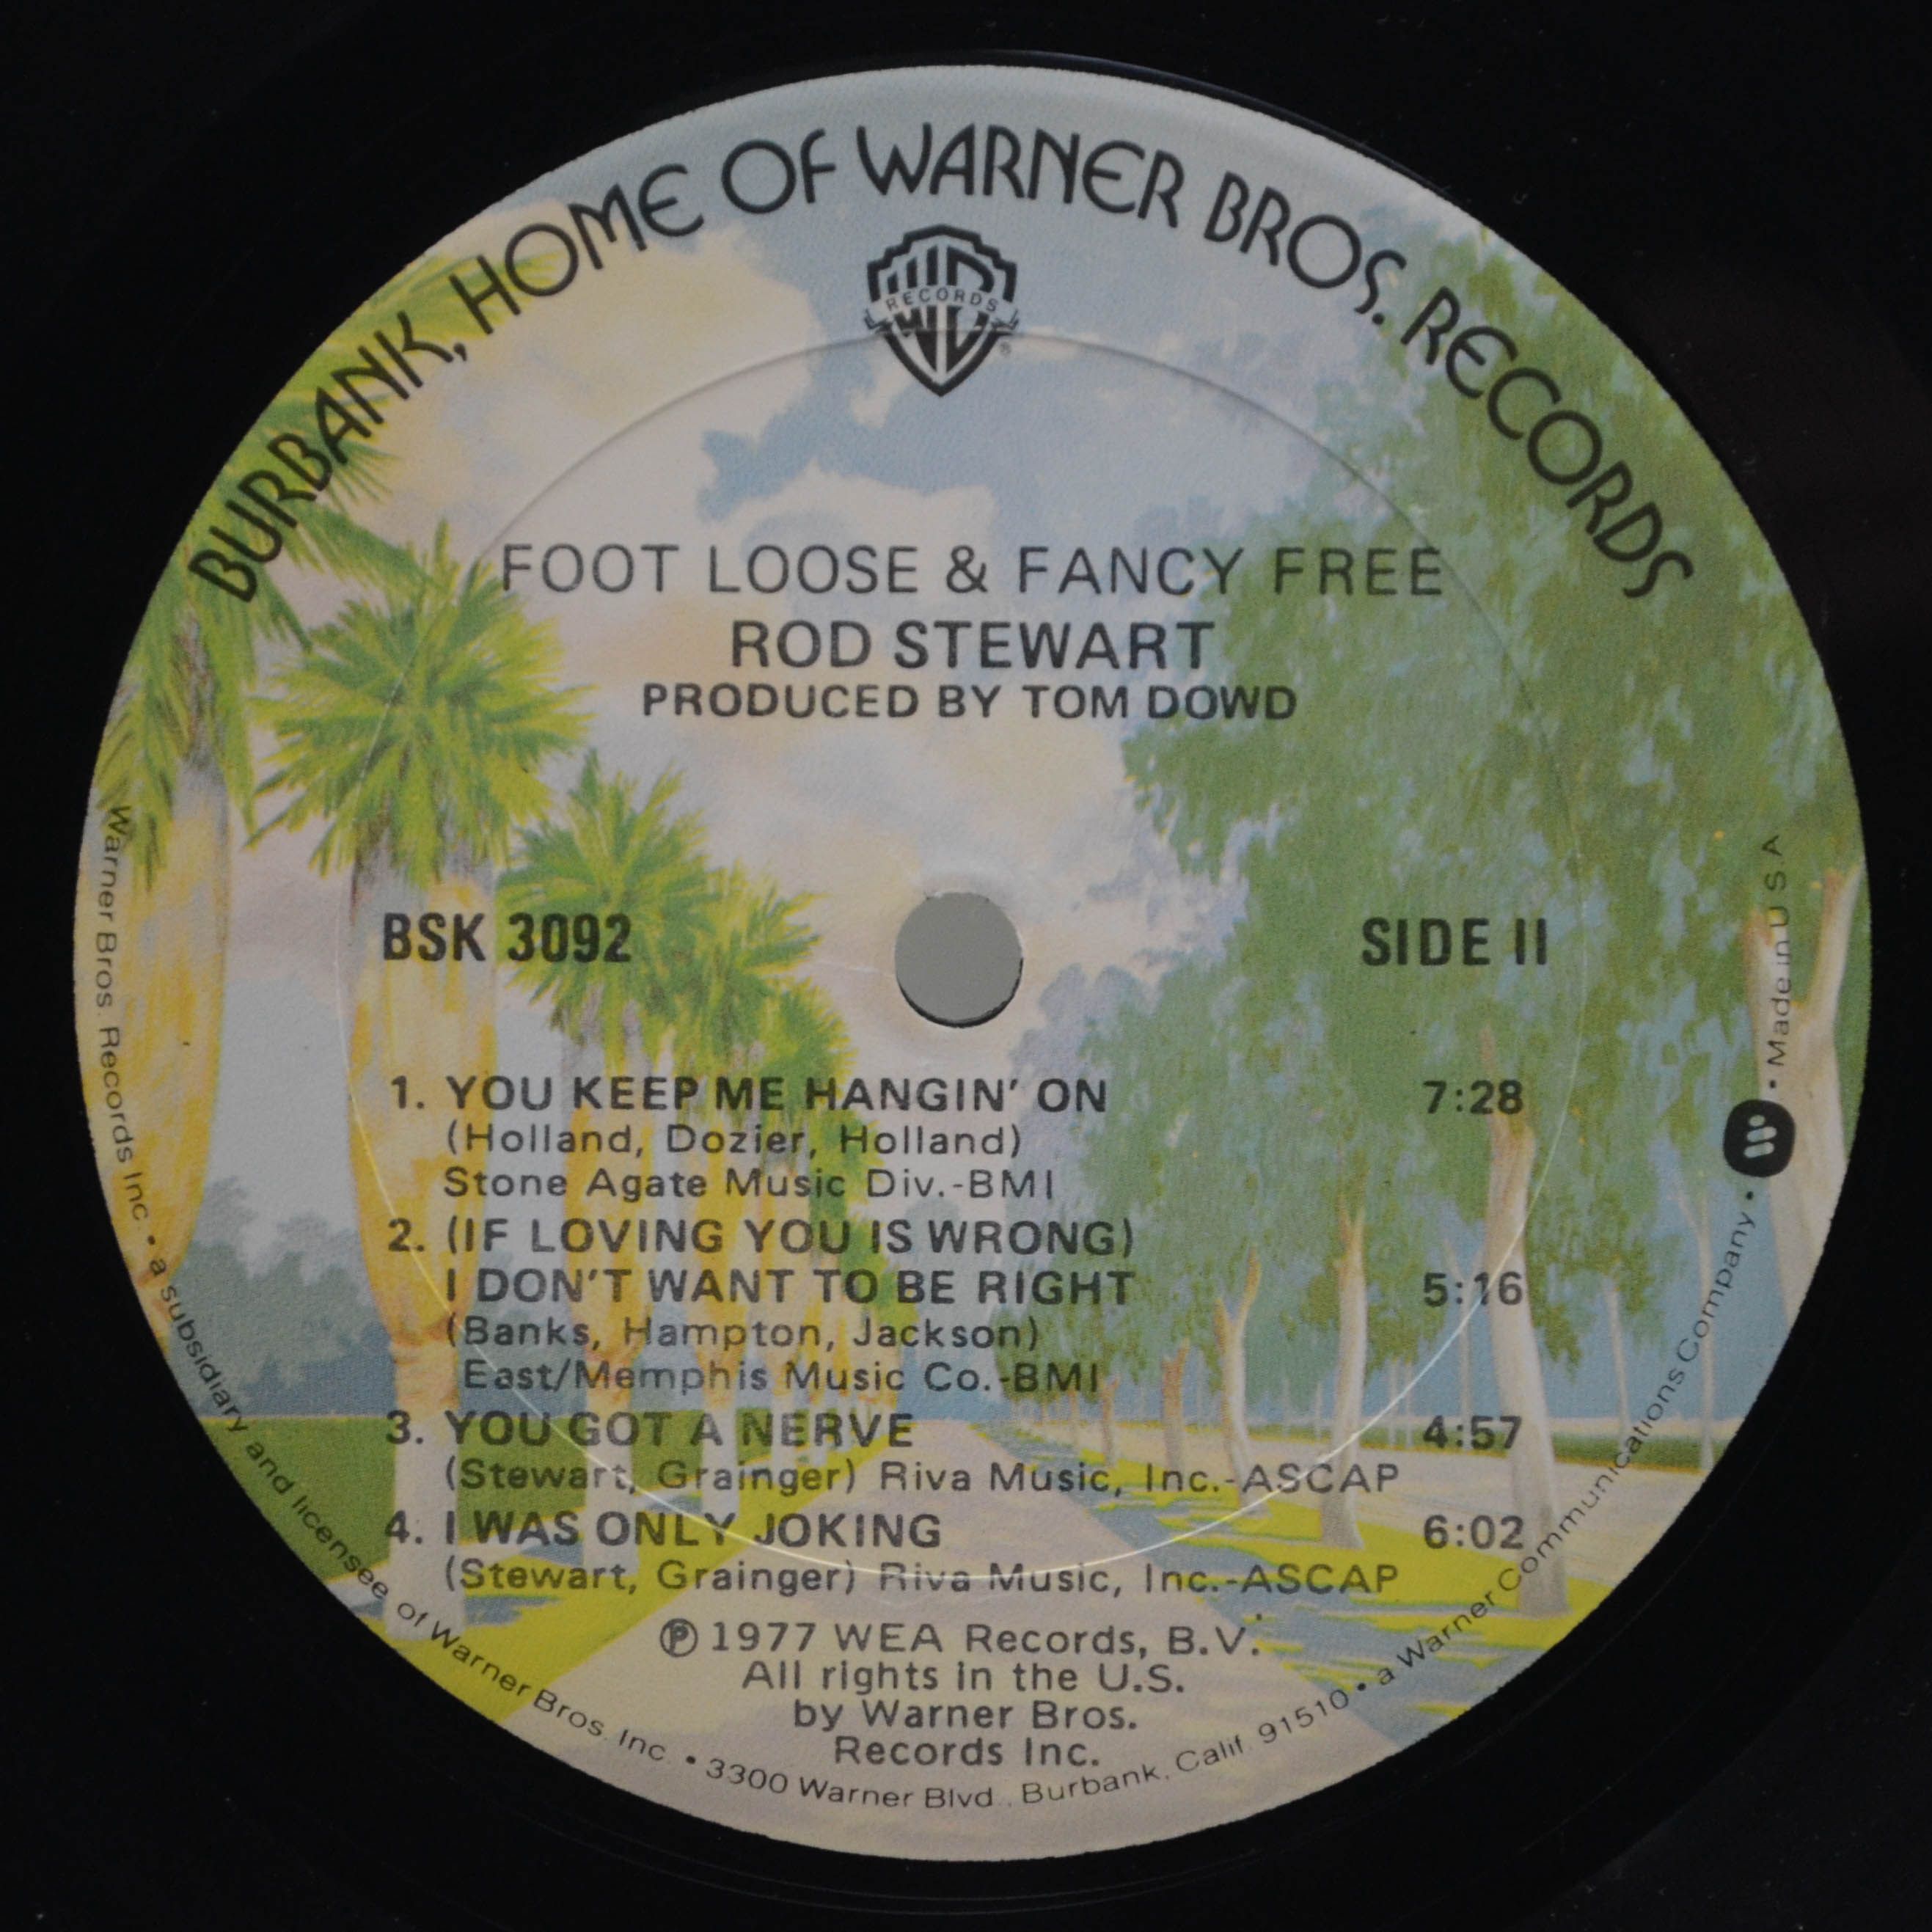 BURBANK, HOME OF WARNER BROS. RECORDS
WB
RECORDS
®
FOOT LOOSE & FANCY FREE
ROD STEWART
PRODUCED BY TOM DOWD
BSK 3092
SIDE II
1. YOU KEEP ME HANGIN' ON 7:28
(Holland, Dozier, Holland)
Stone Agate Music Div.-BMI
2. (IF LOVING YOU IS WRONG)
I DON'T WANT TO BE RIGHT 5:16
(Banks, Hampton, Jackson)
East/Memphis Music Co.-BMI
3. YOU GOT A NERVE 4:57
(Stewart, Grainger) Riva Music, Inc.-ASCAP
4. I WAS ONLY JOKING 6:02
(Stewart, Grainger) Riva Music, Inc.-ASCAP
℗ 1977 WEA Records, B.V.
All rights in the U.S.
by Warner Bros.
Records Inc.
Warner Bros. Records Inc. • a subsidiary and licensee of Warner Bros. Inc. • 3300 Warner Blvd., Burbank, Calif. 91510 • a Warner Communications Company • W • Made in U S A